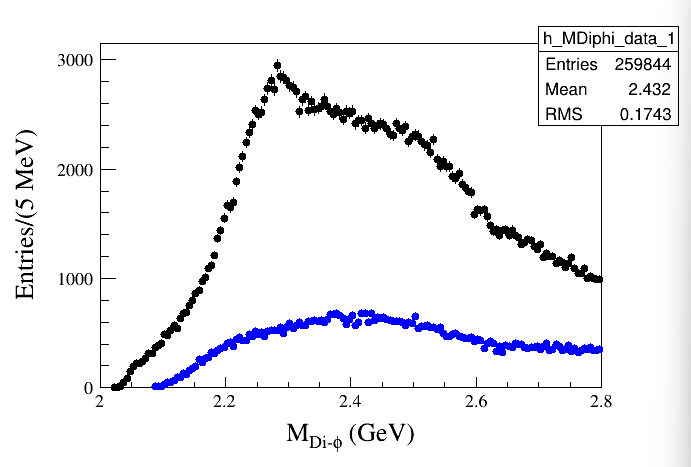 h_MDiphi_data_1
Entries 259844
Mean 2.432
RMS 0.1743
Entries/(5 MeV)
3000
2000
1000
0
2 2.2 2.4 2.6 2.8
M_Di-ϕ (GeV)